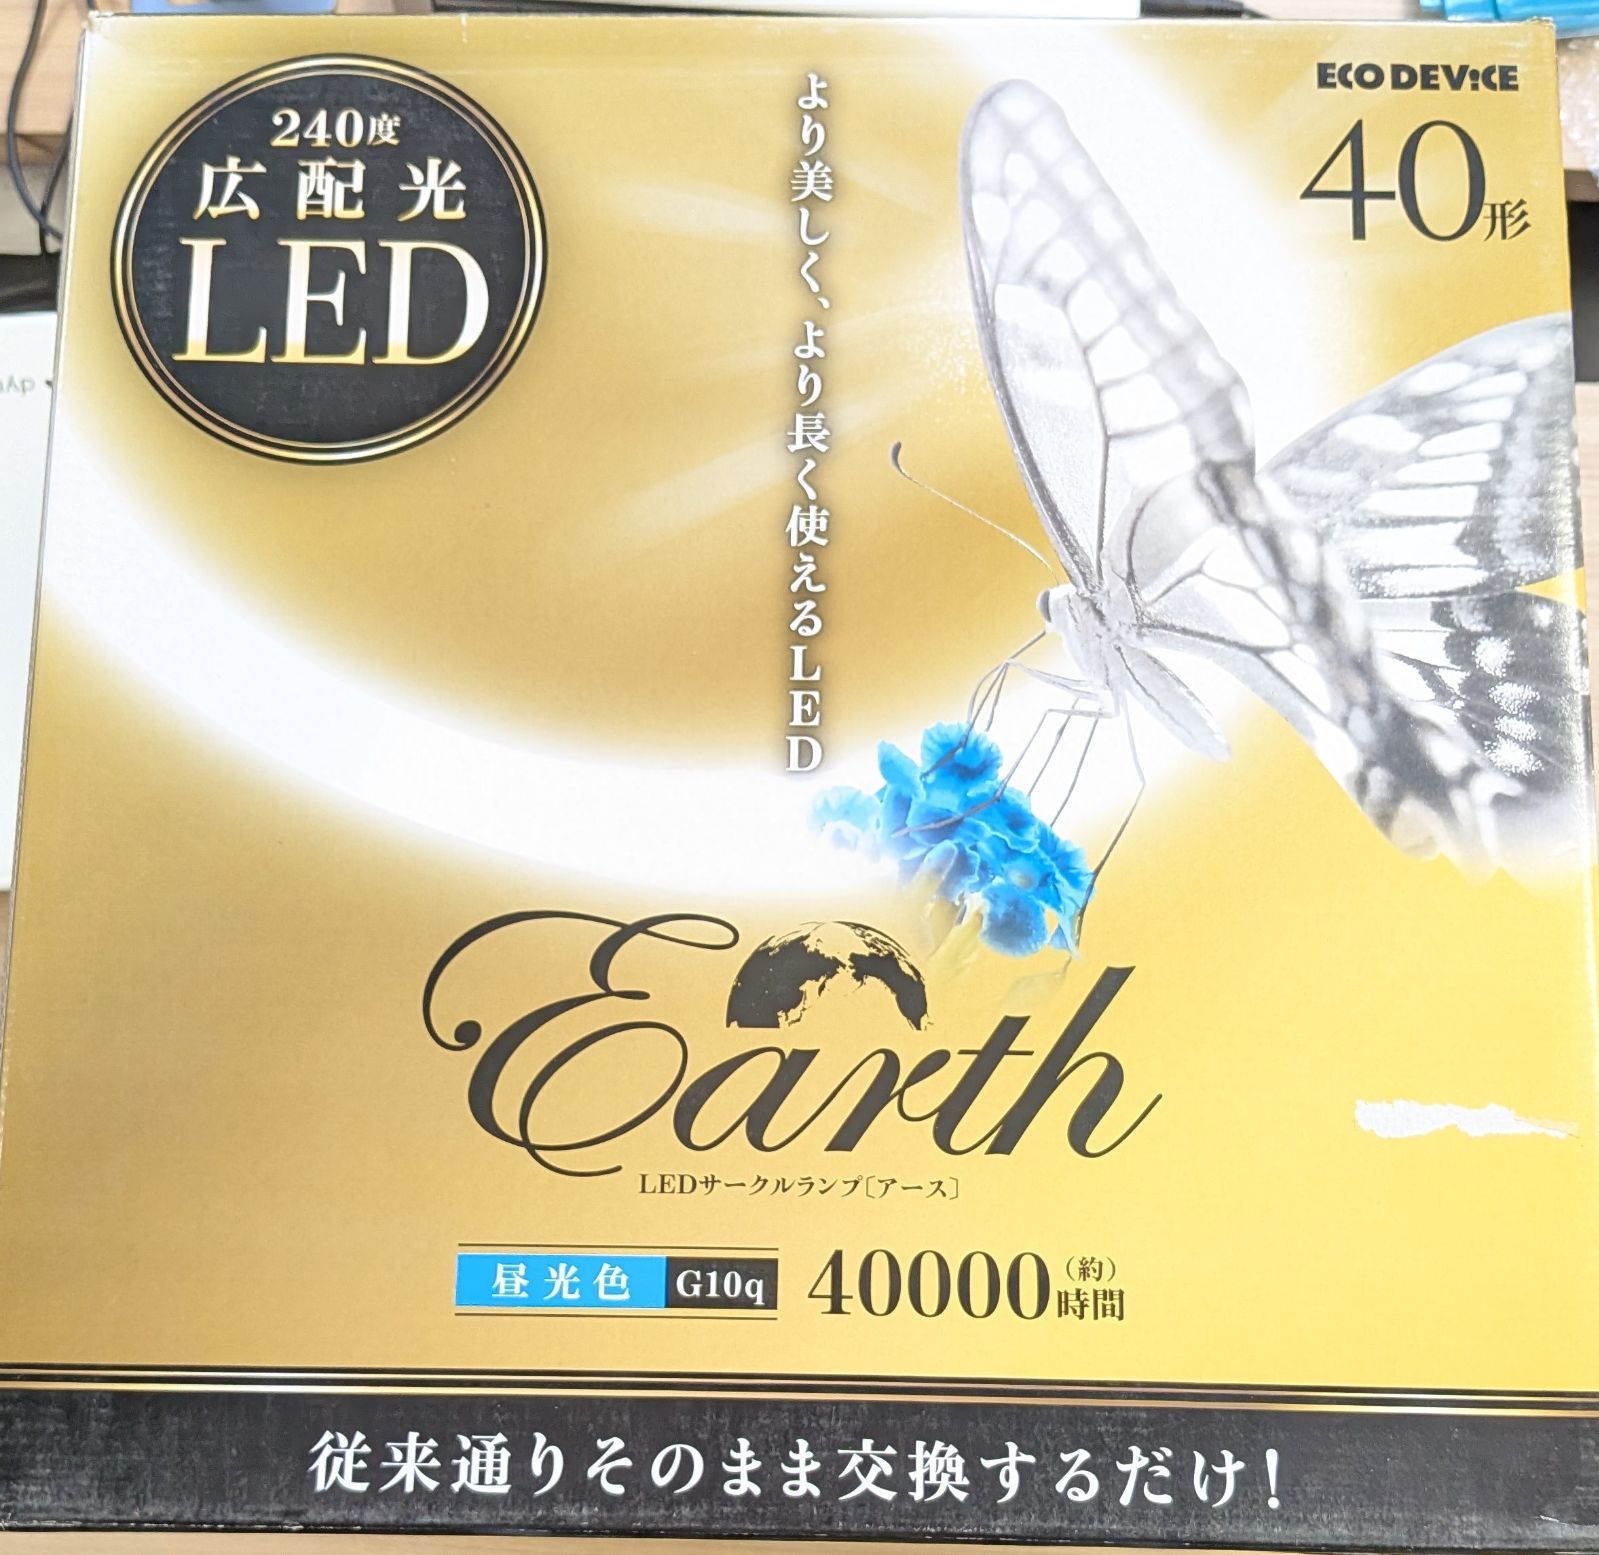 240度
広配光
LED
より美しく、より長く使えるLED
ECO DEViCE
40形
Earth
LEDサークルランプ〔アース〕
昼光色 G10q 40000(約)時間
従来通りそのまま交換するだけ!